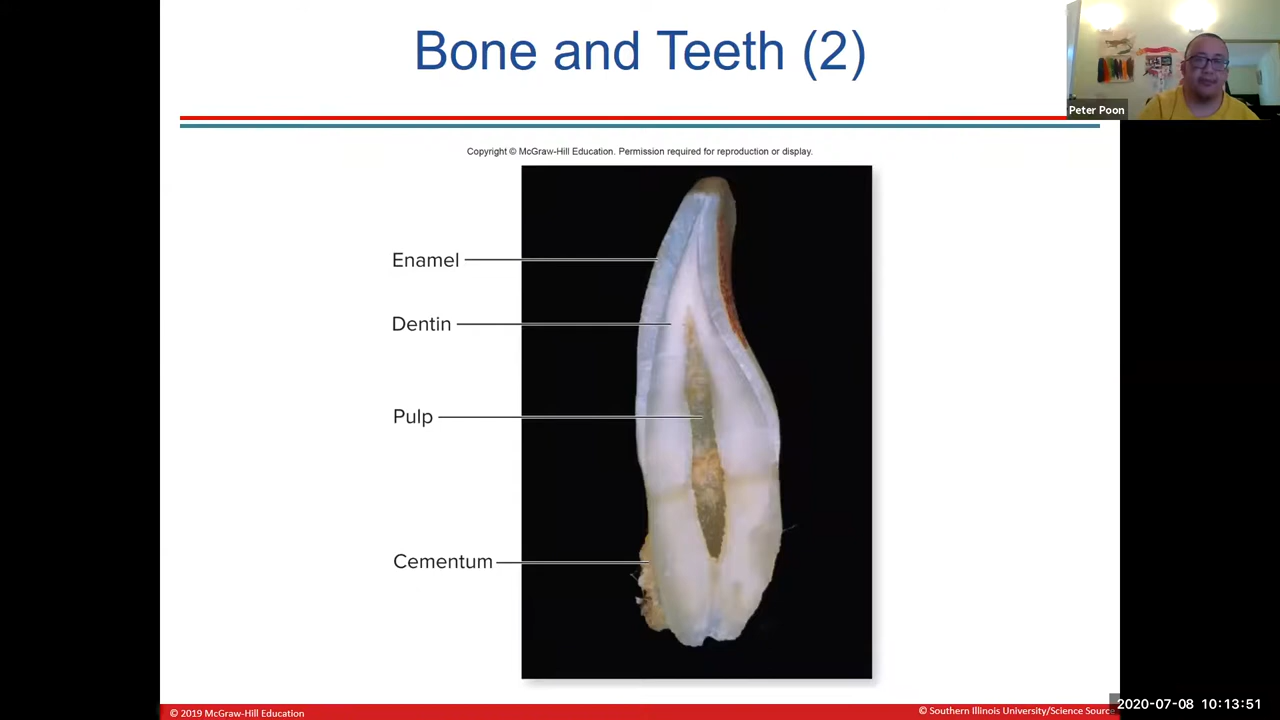 Bone and Teeth (2)
Peter Poon
Copyright © McGraw-Hill Education. Permission required for reproduction or display.
Enamel
Dentin
Pulp
Cementum
© 2019 McGraw-Hill Education
© Southern Illinois University/Science Source
2020-07-08 10:13:51